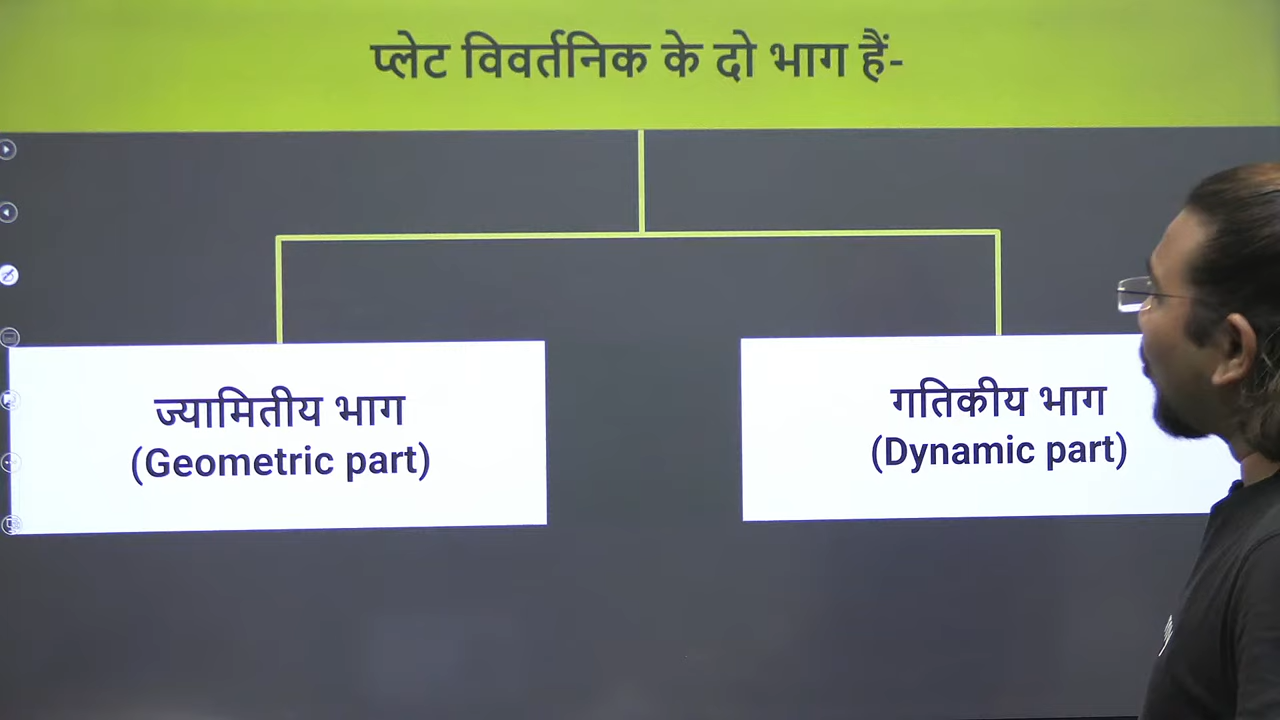 प्लेट विवर्तनिक के दो भाग हैं-
ज्यामितीय भाग
(Geometric part)
गतिकीय भाग
(Dynamic part)